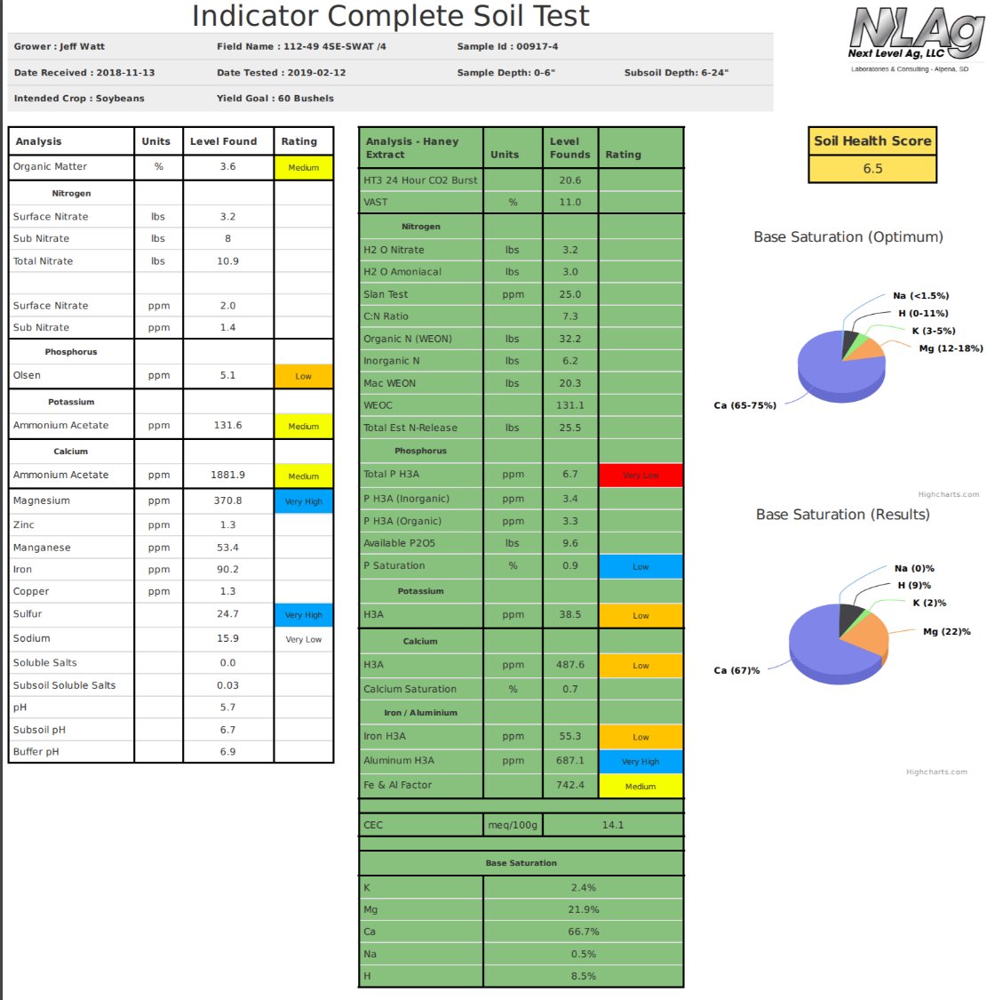 Indicator Complete Soil Test
NLAg
Next Level Ag, LLC
Laboratories & Consulting - Alpena, SD
Grower : Jeff Watt Field Name : 112-49 4SE-SWAT /4 Sample Id : 00917-4
Date Received : 2018-11-13 Date Tested : 2019-02-12 Sample Depth: 0-6" Subsoil Depth: 6-24"
Intended Crop : Soybeans Yield Goal : 60 Bushels
Analysis Units Level Found Rating
Organic Matter % 3.6 Medium
Nitrogen
Surface Nitrate lbs 3.2
Sub Nitrate lbs 8
Total Nitrate lbs 10.9
Surface Nitrate ppm 2.0
Sub Nitrate ppm 1.4
Phosphorus
Olsen ppm 5.1 Low
Potassium
Ammonium Acetate ppm 131.6 Medium
Calcium
Ammonium Acetate ppm 1881.9 Medium
Magnesium ppm 370.8 Very High
Zinc ppm 1.3
Manganese ppm 53.4
Iron ppm 90.2
Copper ppm 1.3
Sulfur 24.7 Very High
Sodium 15.9 Very Low
Soluble Salts 0.0
Subsoil Soluble Salts 0.03
pH 5.7
Subsoil pH 6.7
Buffer pH 6.9
Analysis - Haney Extract Units Level Founds Rating
HT3 24 Hour CO2 Burst 20.6
VAST % 11.0
Nitrogen
H2 O Nitrate lbs 3.2
H2 O Amoniacal lbs 3.0
Slan Test ppm 25.0
C:N Ratio 7.3
Organic N (WEON) lbs 32.2
Inorganic N lbs 6.2
Mac WEON lbs 20.3
WEOC 131.1
Total Est N-Release lbs 25.5
Phosphorus
Total P H3A ppm 6.7 Very Low
P H3A (Inorganic) ppm 3.4
P H3A (Organic) ppm 3.3
Available P2O5 lbs 9.6
P Saturation % 0.9 Low
Potassium
H3A ppm 38.5 Low
Calcium
H3A ppm 487.6 Low
Calcium Saturation % 0.7
Iron / Aluminium
Iron H3A ppm 55.3 Low
Aluminum H3A ppm 687.1 Very High
Fe & Al Factor 742.4 Medium
CEC meq/100g 14.1
Base Saturation
K 2.4%
Mg 21.9%
Ca 66.7%
Na 0.5%
H 8.5%
Soil Health Score
6.5
Base Saturation (Optimum)
Na (<1.5%)
H (0-11%)
K (3-5%)
Mg (12-18%)
Ca (65-75%)
Highcharts.com
Base Saturation (Results)
Na (0)%
H (9)%
K (2)%
Mg (22)%
Ca (67)%
Highcharts.com